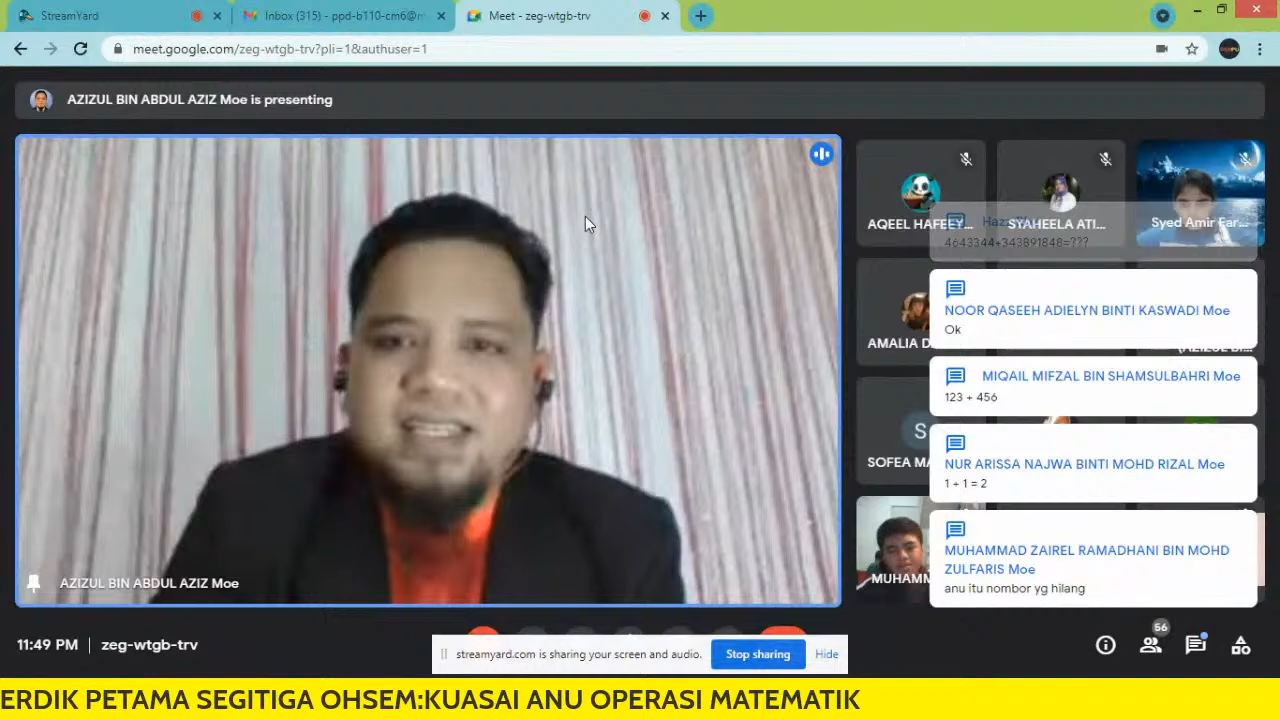 StreamYard
Inbox (315) - ppd-b110-cm6@m
Meet - zeg-wtgb-trv
meet.google.com/zeg-wtgb-trv?pli=1&authuser=1
AZIZUL BIN ABDUL AZIZ Moe is presenting
AQEEL HAFEEY...
SYAHEELA ATI...
Syed Amir Far...
4643344+343891848=???
NOOR QASEEH ADIELYN BINTI KASWADI Moe
Ok
AMALIA D
MIQAIL MIFZAL BIN SHAMSULBAHRI Moe
123 + 456
S
SOFEA MA
NUR ARISSA NAJWA BINTI MOHD RIZAL Moe
1 + 1 = 2
MUHAMMAD ZAIREL RAMADHANI BIN MOHD
ZULFARIS Moe
anu itu nombor yg hilang
MUHAMM
AZIZUL BIN ABDUL AZIZ Moe
11:49 PM | zeg-wtgb-trv
streamyard.com is sharing your screen and audio.
Stop sharing
Hide
56
ERDIK PETAMA SEGITIGA OHSEM:KUASAI ANU OPERASI MATEMATIK